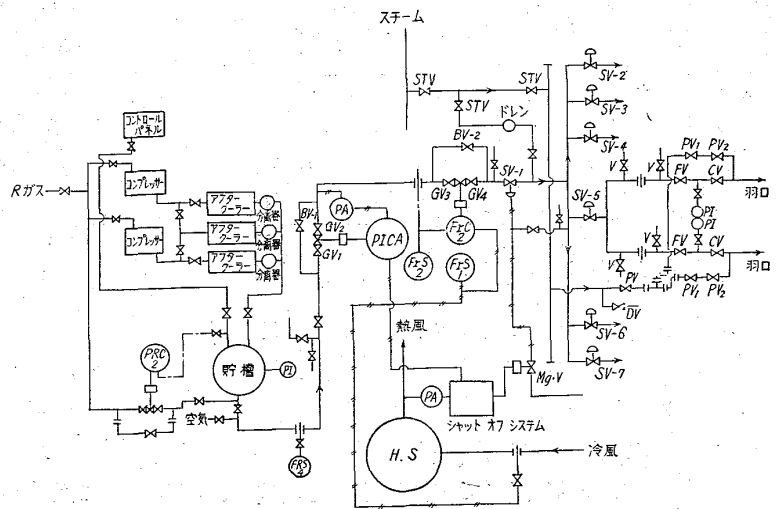 スチーム
STV
STV
STV
ドレン
BV-2
SV-1
SV-2
SV-3
SV-4
SV-5
SV-6
SV-7
コントロール
パネル
コンプレッサー
コンプレッサー
Rガス
アフター
クーラー
分離器
アフター
クーラー
分離器
アフター
クーラー
分離器
BV-1
GV2
GV1
PA
PICA
GV3
GV4
FrC
2
FrS
2
FrS
1
V
V
V
V
PV1
PV2
FV
CV
羽口
PI
PI
FV
CV
羽口
PV
PV1
PV2
DV
熱風
PRC
2
貯槽
PI
空気
FRS
4
PA
シャットオフシステム
Mg·V
H.S
冷風